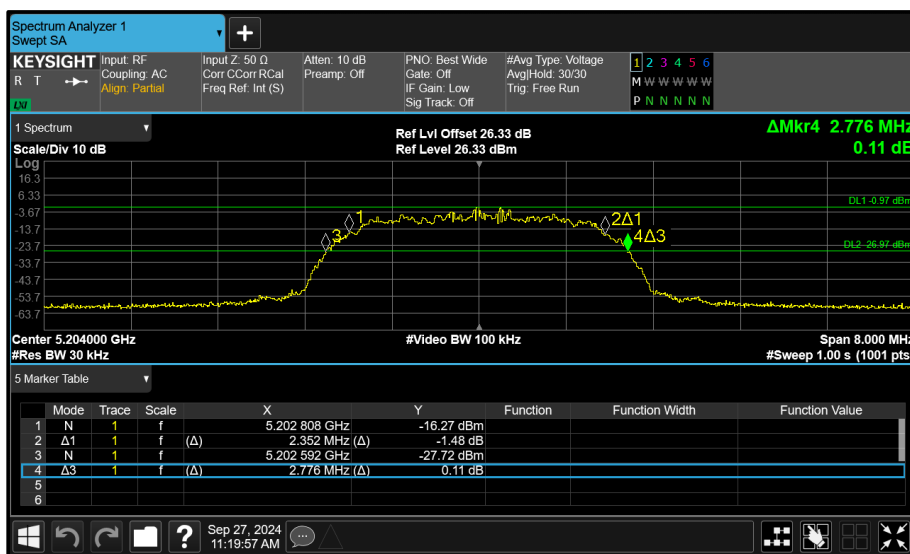 Spectrum Analyzer 1
Swept SA
+
KEYSIGHT
R T
LXI
Input: RF
Coupling: AC
Align: Partial
Input Z: 50 Ω
Corr CCorr RCal
Freq Ref: Int (S)
Atten: 10 dB
Preamp: Off
PNO: Best Wide
Gate: Off
IF Gain: Low
Sig Track: Off
#Avg Type: Voltage
Avg|Hold: 30/30
Trig: Free Run
1 2 3 4 5 6
M W W W W W
P N N N N N
1 Spectrum
Scale/Div 10 dB
Ref Lvl Offset 26.33 dB
Ref Level 26.33 dBm
ΔMkr4 2.776 MHz
0.11 dB
Log
16.3
6.33
-3.67
-13.7
-23.7
-33.7
-43.7
-53.7
-63.7
1
3
2Δ1
4Δ3
DL1 -0.97 dBm
DL2 -26.97 dBm
Center 5.204000 GHz
#Video BW 100 kHz
Span 8.000 MHz
#Res BW 30 kHz
#Sweep 1.00 s (1001 pts
5 Marker Table
Mode Trace Scale X Y Function Function Width Function Value
1 N 1 f 5.202 808 GHz -16.27 dBm
2 Δ1 1 f (Δ) 2.352 MHz (Δ) -1.48 dB
3 N 1 f 5.202 592 GHz -27.72 dBm
4 Δ3 1 f (Δ) 2.776 MHz (Δ) 0.11 dB
5
6
?
Sep 27, 2024
11:19:57 AM